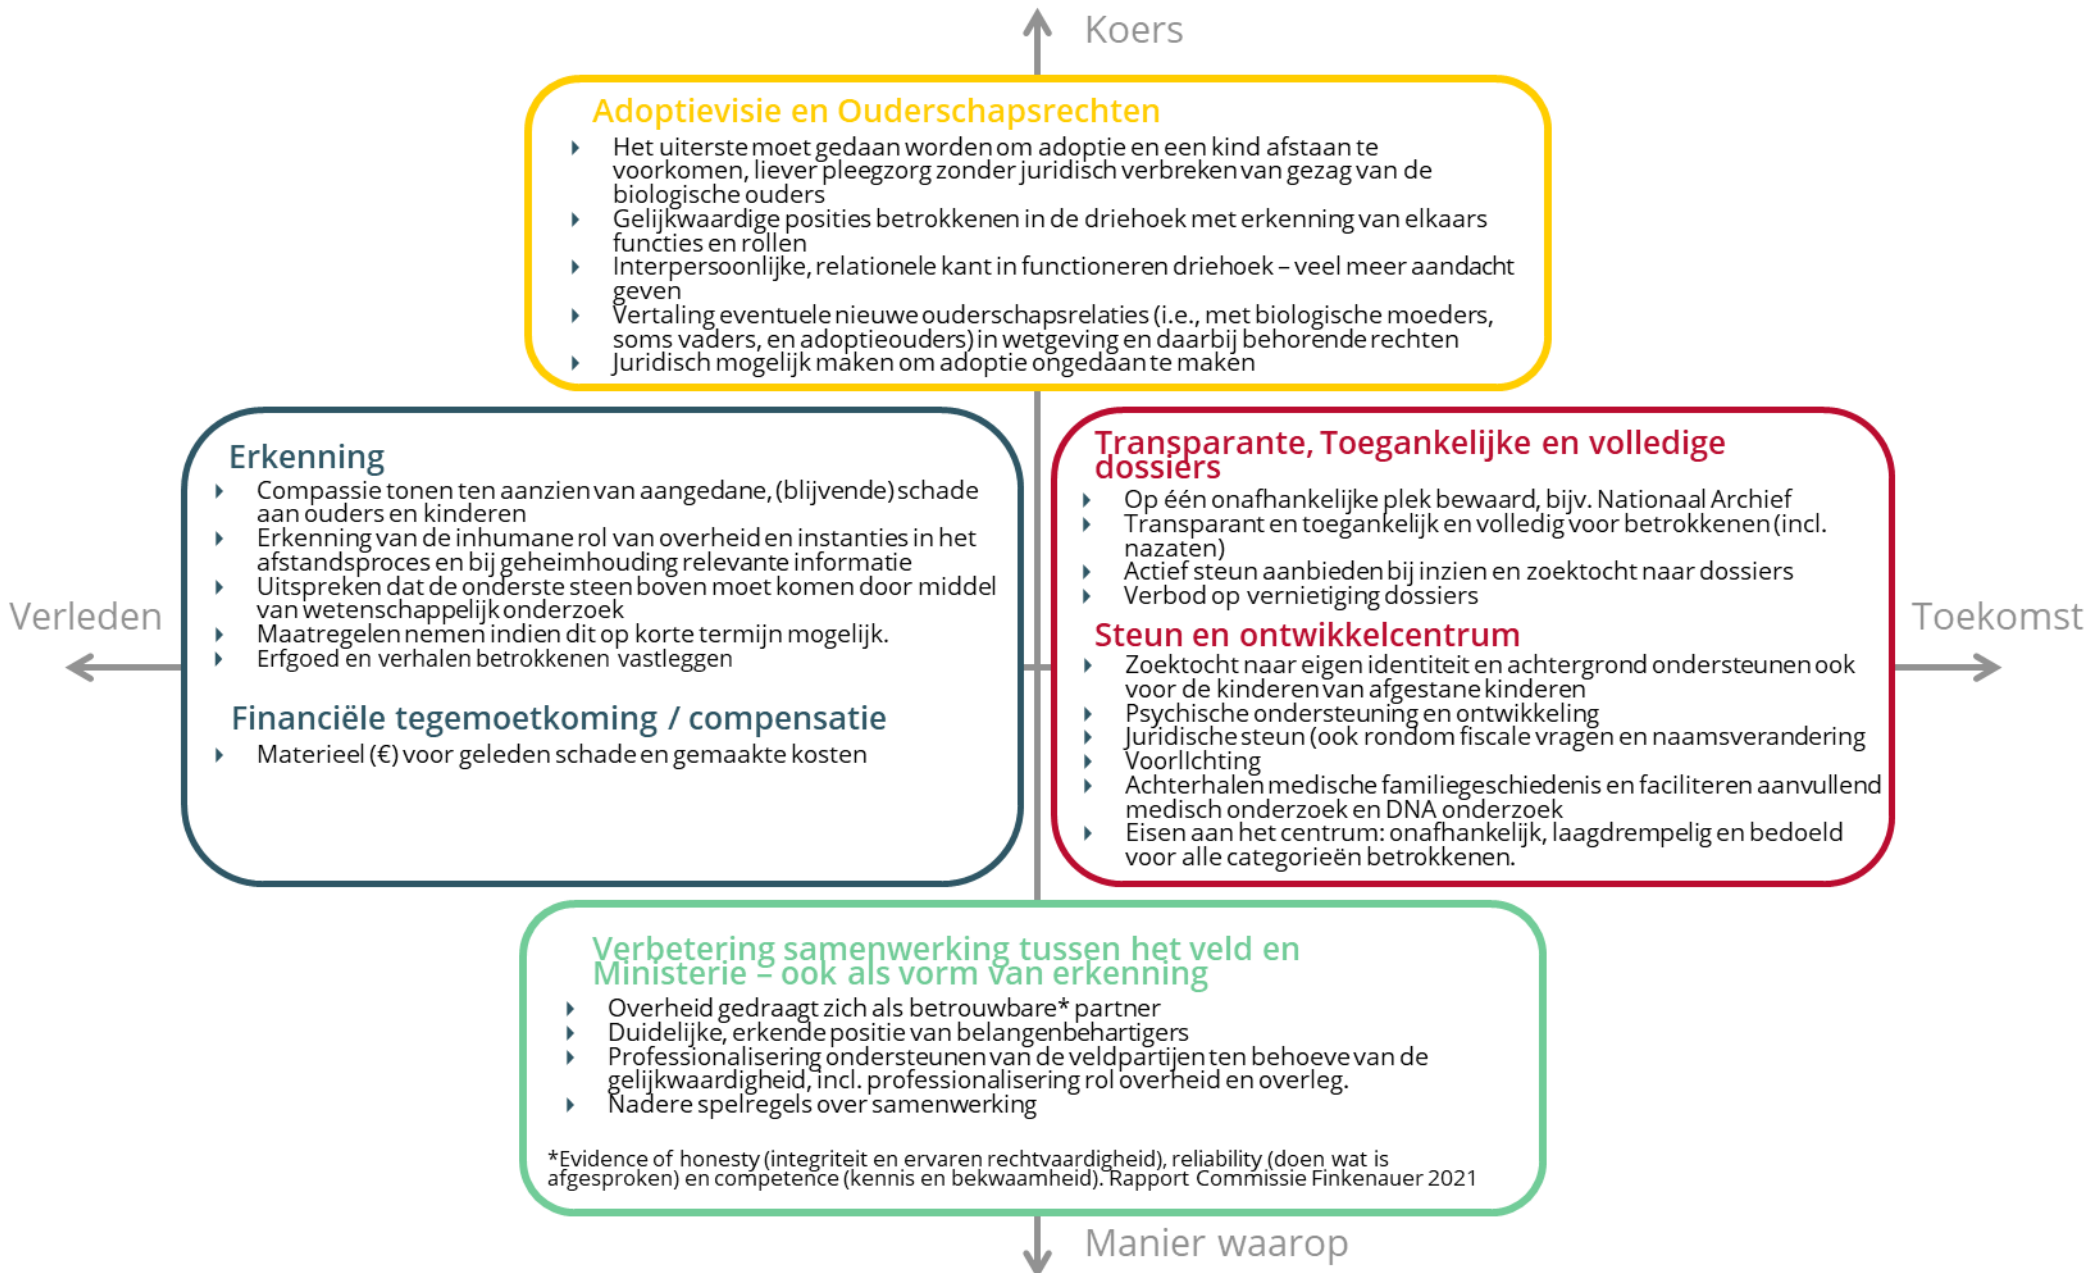 Koers
Adoptievisie en Ouderschapsrechten
Het uiterste moet gedaan worden om adoptie en een kind afstaan te
voorkomen, liever pleegzorg zonder juridisch verbreken van gezag van de
biologische ouders
Gelijkwaardige posities betrokkenen in de driehoek met erkenning van elkaars
functies en rollen
Interpersoonlijke, relationele kant in functioneren driehoek – veel meer aandacht
geven
Vertaling eventuele nieuwe ouderschapsrelaties (i.e., met biologische moeders,
soms vaders, en adoptieouders) in wetgeving en daarbij behorende rechten
Juridisch mogelijk maken om adoptie ongedaan te maken
Verleden
Erkenning
Compassie tonen ten aanzien van aangedane, (blijvende) schade
aan ouders en kinderen
Erkenning van de inhumane rol van overheid en instanties in het
afstandsproces en bij geheimhouding relevante informatie
Uitspreken dat de onderste steen boven moet komen door middel
van wetenschappelijk onderzoek
Maatregelen nemen indien dit op korte termijn mogelijk.
Erfgoed en verhalen betrokkenen vastleggen
Financiële tegemoetkoming / compensatie
Materieel (€) voor geleden schade en gemaakte kosten
Transparante, Toegankelijke en volledige
dossiers
Op één onafhankelijke plek bewaard, bijv. Nationaal Archief
Transparant en toegankelijk en volledig voor betrokkenen (incl.
nazaten)
Actief steun aanbieden bij inzien en zoektocht naar dossiers
Verbod op vernietiging dossiers
Steun en ontwikkelcentrum
Zoektocht naar eigen identiteit en achtergrond ondersteunen ook
voor de kinderen van afgestane kinderen
Psychische ondersteuning en ontwikkeling
Juridische steun (ook rondom fiscale vragen en naamsverandering
VoorlIchting
Achterhalen medische familiegeschiedenis en faciliteren aanvullend
medisch onderzoek en DNA onderzoek
Eisen aan het centrum: onafhankelijk, laagdrempelig en bedoeld
voor alle categorieën betrokkenen.
Toekomst
Verbetering samenwerking tussen het veld en
Ministerie – ook als vorm van erkenning
Overheid gedraagt zich als betrouwbare* partner
Duidelijke, erkende positie van belangenbehartigers
Professionalisering ondersteunen van de veldpartijen ten behoeve van de
gelijkwaardigheid, incl. professionalisering rol overheid en overleg.
Nadere spelregels over samenwerking
*Evidence of honesty (integriteit en ervaren rechtvaardigheid), reliability (doen wat is
afgesproken) en competence (kennis en bekwaamheid). Rapport Commissie Finkenauer 2021
Manier waarop